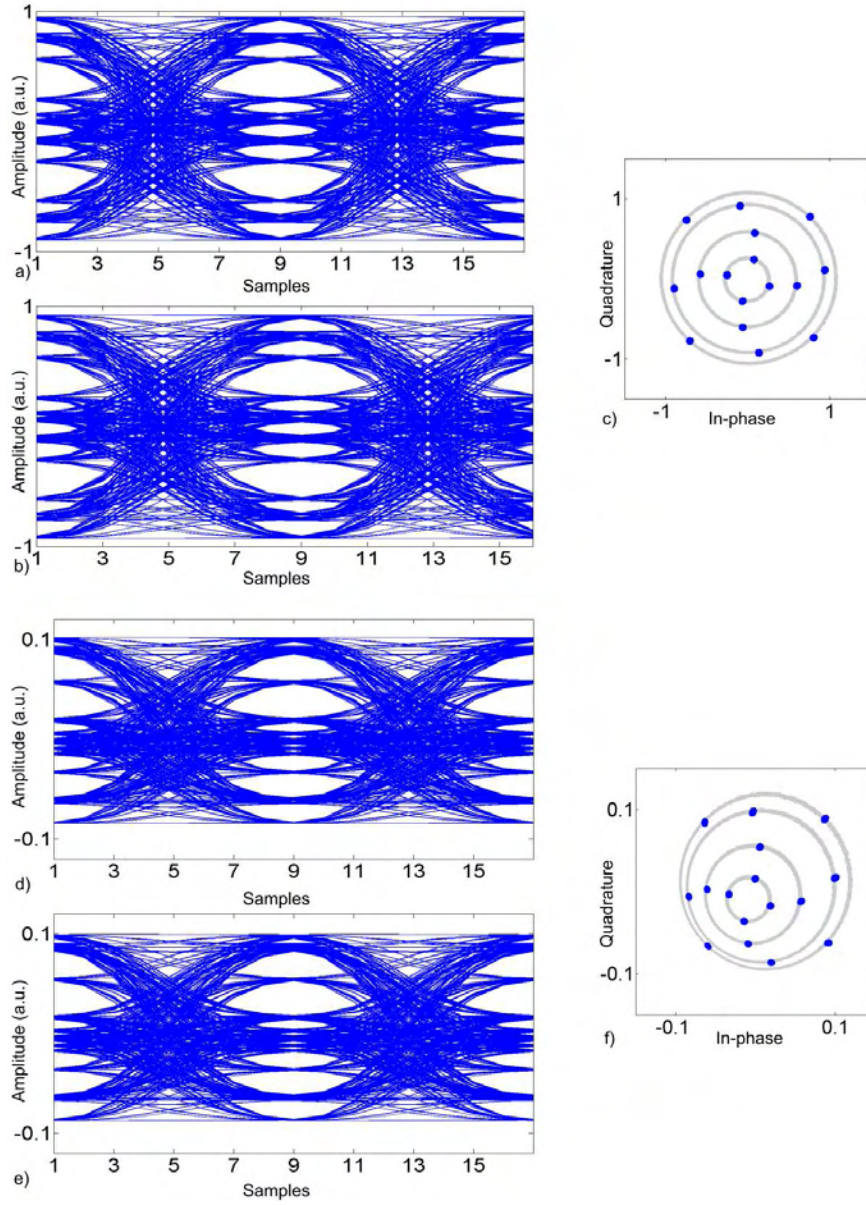 1
Amplitude (a.u.)
-1
1 3 5 7 9 11 13 15
a)
Samples
1
Amplitude (a.u.)
-1
1 3 5 7 9 11 13 15
b)
Samples
1
Quadrature
-1
-1 1
c)
In-phase
0.1
Amplitude (a.u.)
-0.1
1 3 5 7 9 11 13 15
d)
Samples
0.1
Amplitude (a.u.)
-0.1
1 3 5 7 9 11 13 15
e)
Samples
0.1
Quadrature
-0.1
-0.1 0.1
f)
In-phase